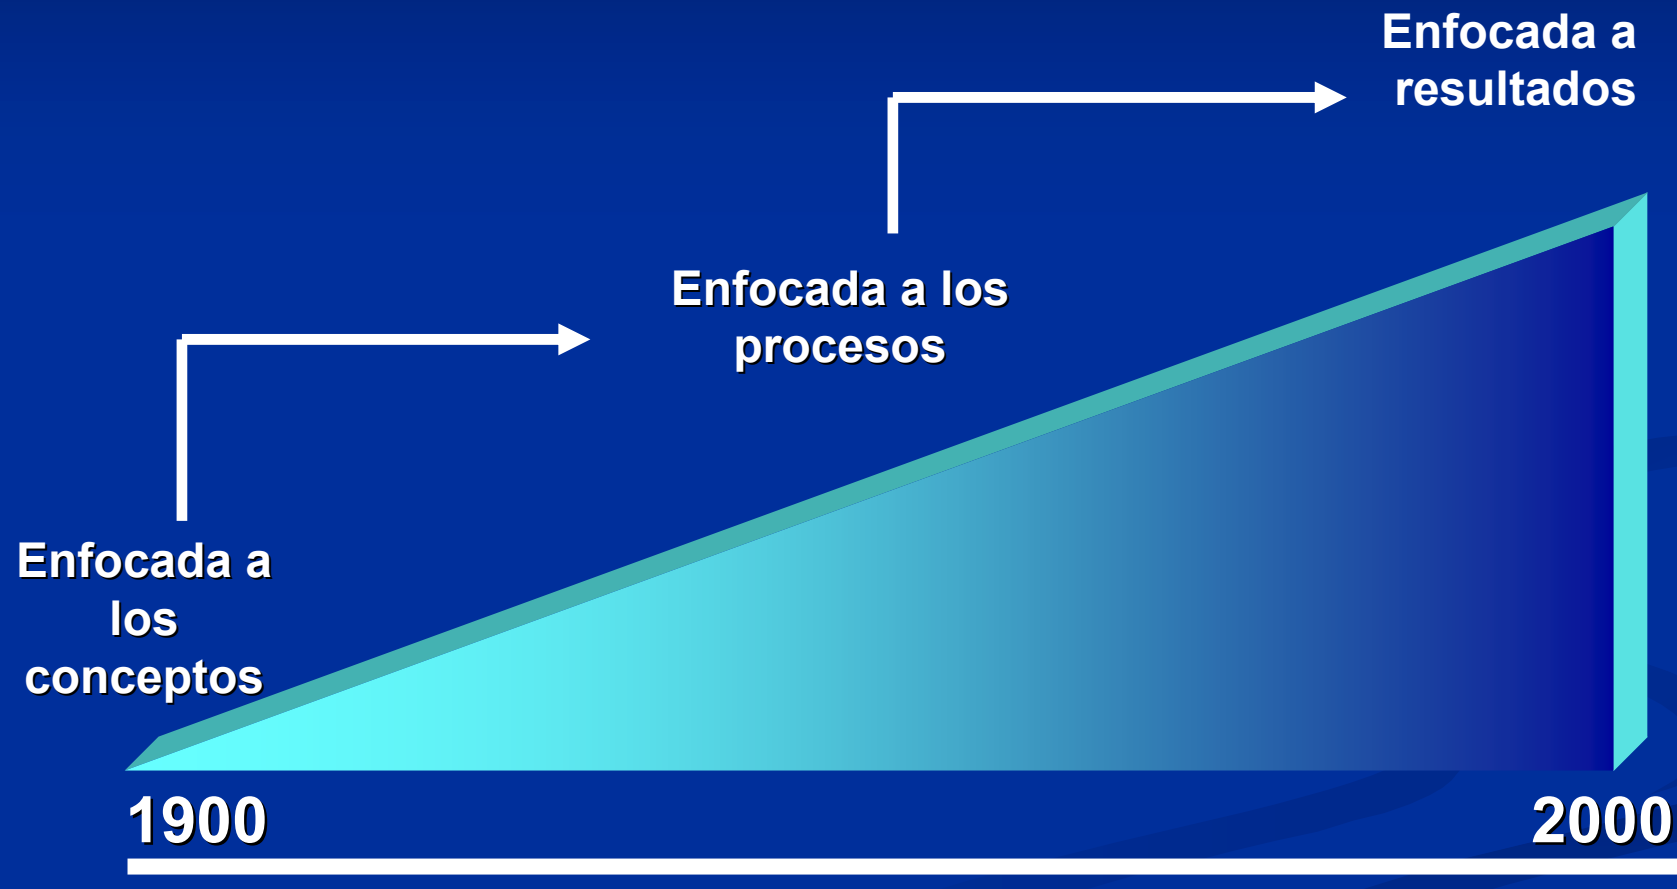 Enfocada a
resultados
Enfocada a los
procesos
Enfocada a
los
conceptos
1900
2000